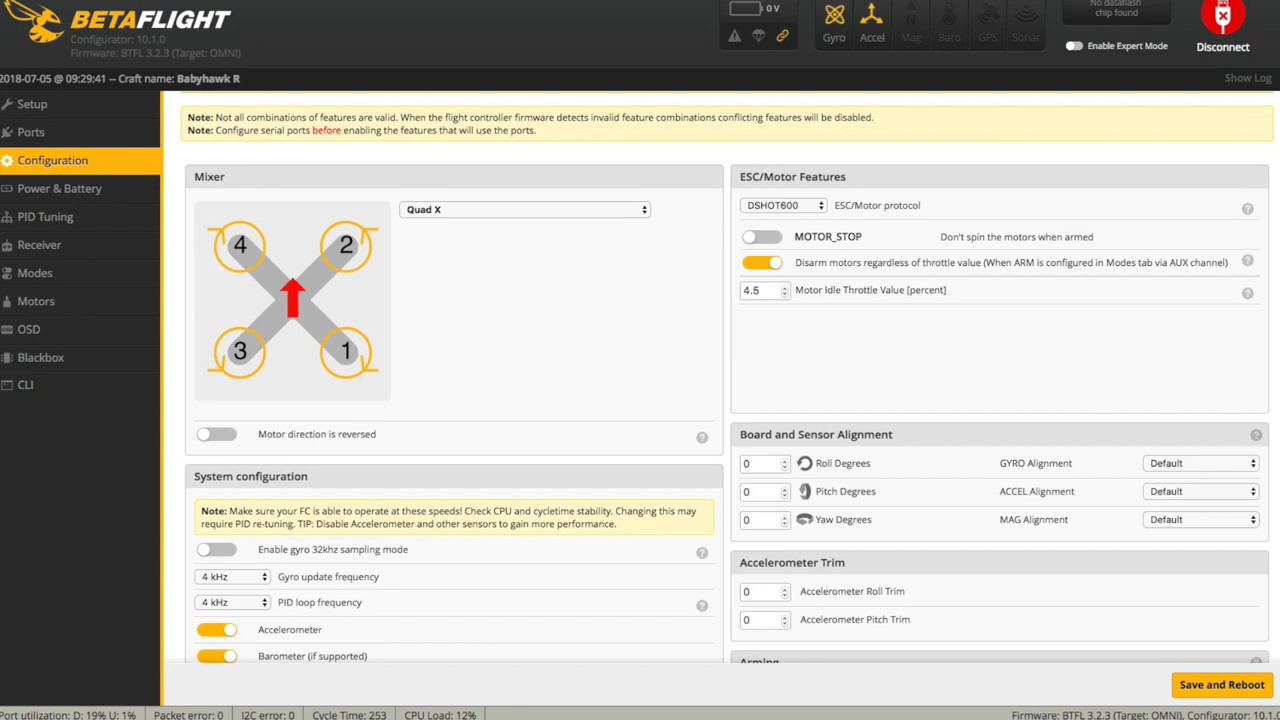 BETAFLIGHT
Configurator: 10.1.0
Firmware: BTFL 3.2.3 (Target: OMNI)
0 V
Gyro
Accel
Mag
Baro
GPS
Sonar
No dataflash
chip found
Enable Expert Mode
Disconnect
2018-07-05 @ 09:29:41 -- Craft name: Babyhawk R
Show Log
Setup
Ports
Configuration
Power & Battery
PID Tuning
Receiver
Modes
Motors
OSD
Blackbox
CLI
Note: Not all combinations of features are valid. When the flight controller firmware detects invalid feature combinations conflicting features will be disabled.
Note: Configure serial ports before enabling the features that will use the ports.
Mixer
Quad X
4
2
3
1
Motor direction is reversed
System configuration
Note: Make sure your FC is able to operate at these speeds! Check CPU and cycletime stability. Changing this may
require PID re-tuning. TIP: Disable Accelerometer and other sensors to gain more performance.
Enable gyro 32khz sampling mode
4 kHz Gyro update frequency
4 kHz PID loop frequency
Accelerometer
Barometer (if supported)
ESC/Motor Features
DSHOT600 ESC/Motor protocol
MOTOR_STOP Don't spin the motors when armed
Disarm motors regardless of throttle value (When ARM is configured in Modes tab via AUX channel)
4.5 Motor Idle Throttle Value [percent]
Board and Sensor Alignment
0 Roll Degrees GYRO Alignment Default
0 Pitch Degrees ACCEL Alignment Default
0 Yaw Degrees MAG Alignment Default
Accelerometer Trim
0 Accelerometer Roll Trim
0 Accelerometer Pitch Trim
Arming
Save and Reboot
Port utilization: D: 19% U: 1% Packet error: 0 I2C error: 0 Cycle Time: 253 CPU Load: 12% Firmware: BTFL 3.2.3 (Target: OMNI), Configurator: 10.1.0